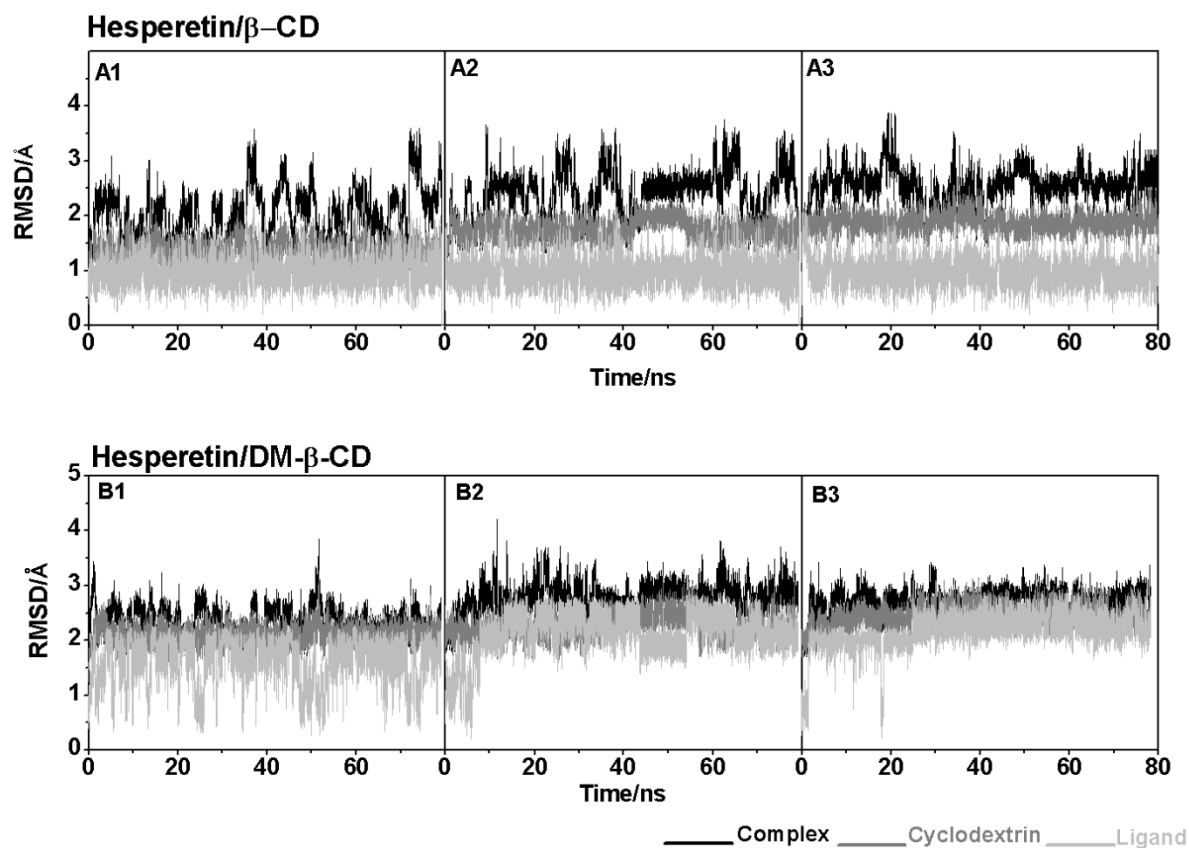 Hesperetin/β–CD
A1 A2 A3
4
3
2
1
0
RMSD/Å
0 20 40 60 0 20 40 60 0 20 40 60 80
Time/ns
Hesperetin/DM-β-CD
B1 B2 B3
5
4
3
2
1
0
RMSD/Å
0 20 40 60 0 20 40 60 0 20 40 60 80
Time/ns
Complex Cyclodextrin Ligand